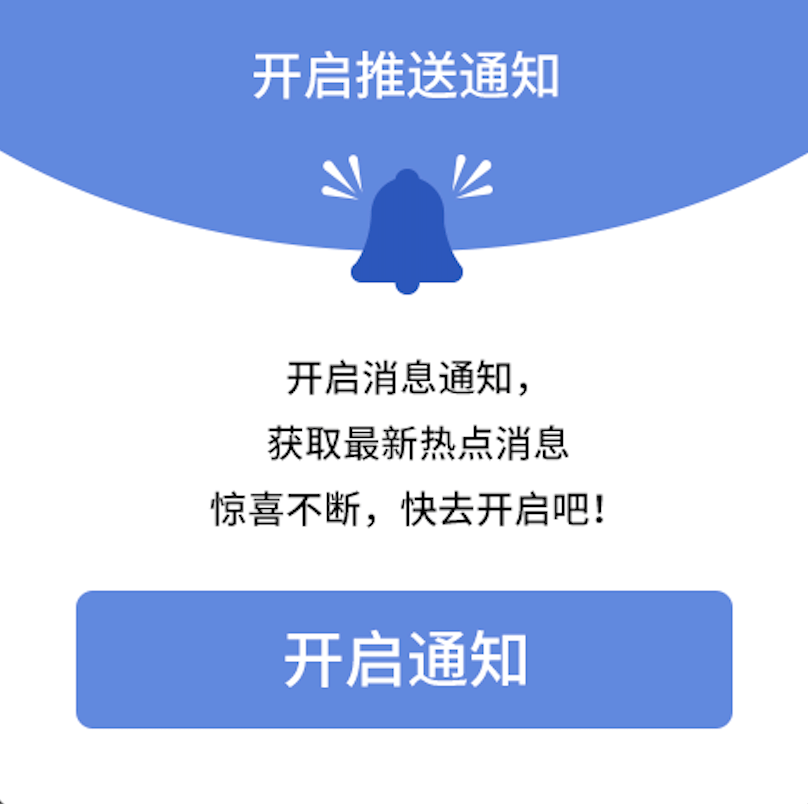 开启推送通知
开启消息通知，
获取最新热点消息
惊喜不断，快去开启吧！
开启通知